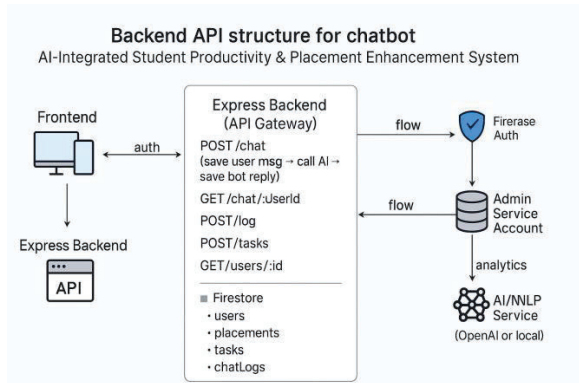 Backend API structure for chatbot
AI-Integrated Student Productivity & Placement Enhancement System
Frontend
auth
Express Backend
API
Express Backend
(API Gateway)
POST/chat
(save user msg → call AI →
save bot reply)
GET/chat/:UserId
POST/log
POST/tasks
GET/users/:id
Firestore
• users
• placements
• tasks
• chatLogs
flow
Firerase
Auth
flow
Admin
Service
Account
analytics
AI/NNLP
Service
(OpenAI or local)